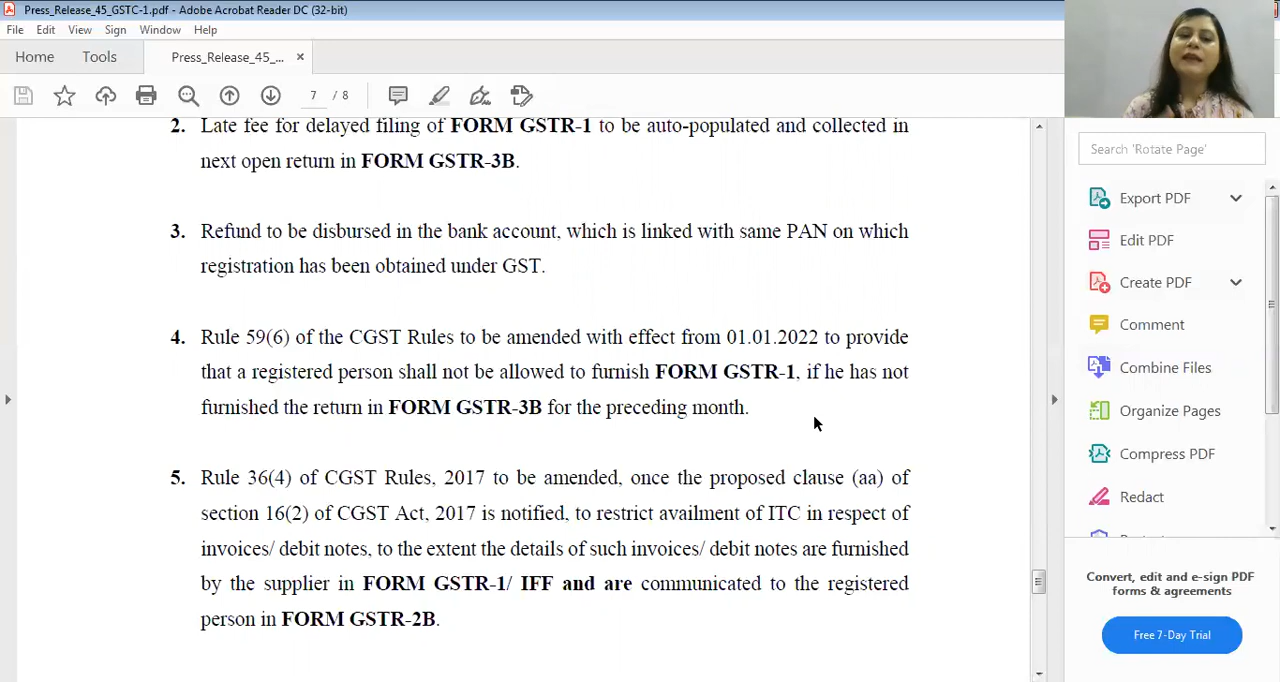 Press_Release_45_GSTC-1.pdf - Adobe Acrobat Reader DC (32-bit)
File Edit View Sign Window Help
Home Tools Press_Release_45_... ×
7 / 8
2. Late fee for delayed filing of FORM GSTR-1 to be auto-populated and collected in
next open return in FORM GSTR-3B.
3. Refund to be disbursed in the bank account, which is linked with same PAN on which
registration has been obtained under GST.
4. Rule 59(6) of the CGST Rules to be amended with effect from 01.01.2022 to provide
that a registered person shall not be allowed to furnish FORM GSTR-1, if he has not
furnished the return in FORM GSTR-3B for the preceding month.
5. Rule 36(4) of CGST Rules, 2017 to be amended, once the proposed clause (aa) of
section 16(2) of CGST Act, 2017 is notified, to restrict availment of ITC in respect of
invoices/ debit notes, to the extent the details of such invoices/ debit notes are furnished
by the supplier in FORM GSTR-1/ IFF and are communicated to the registered
person in FORM GSTR-2B.
Search 'Rotate Page'
Export PDF
Edit PDF
Create PDF
Comment
Combine Files
Organize Pages
Compress PDF
Redact
Convert, edit and e-sign PDF
forms & agreements
Free 7-Day Trial